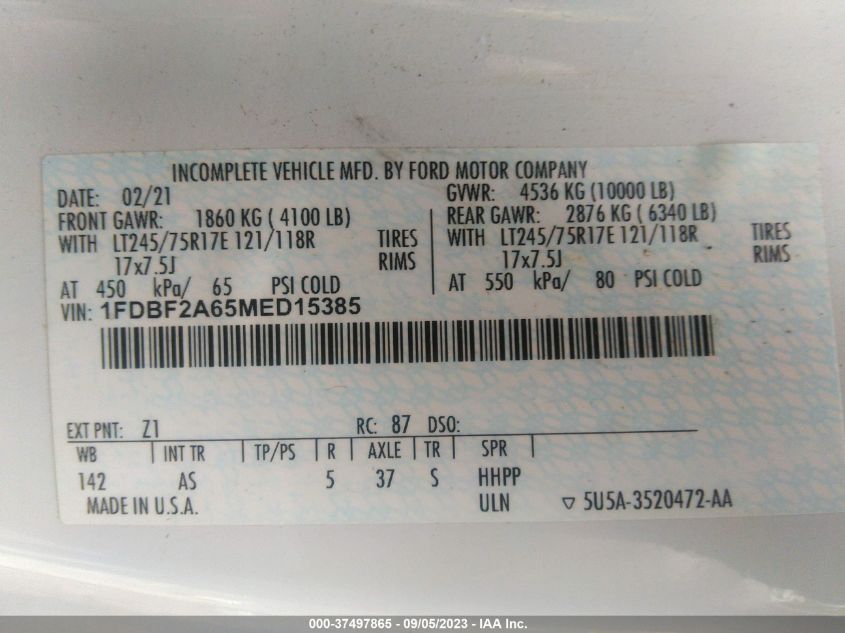 INCOMPLETE VEHICLE MFD. BY FORD MOTOR COMPANY
DATE: 02/21 GVWR: 4536 KG (10000 LB)
FRONT GAWR: 1860 KG ( 4100 LB) REAR GAWR: 2876 KG ( 6340 LB)
WITH LT245/75R17E 121/118R TIRES WITH LT245/75R17E 121/118R TIRES
17x7.5J RIMS 17x7.5J RIMS
AT 450 kPa/ 65 PSI COLD AT 550 kPa/ 80 PSI COLD
VIN: 1FDBF2A65MED15385
EXT PNT: Z1 RC: 87 DSO:
WB INT TR TP/PS R AXLE TR SPR
142 AS 5 37 S HHPP
MADE IN U.S.A. ULN ▽ 5U5A-3520472-AA
000-37497865 - 09/05/2023 - IAA Inc.